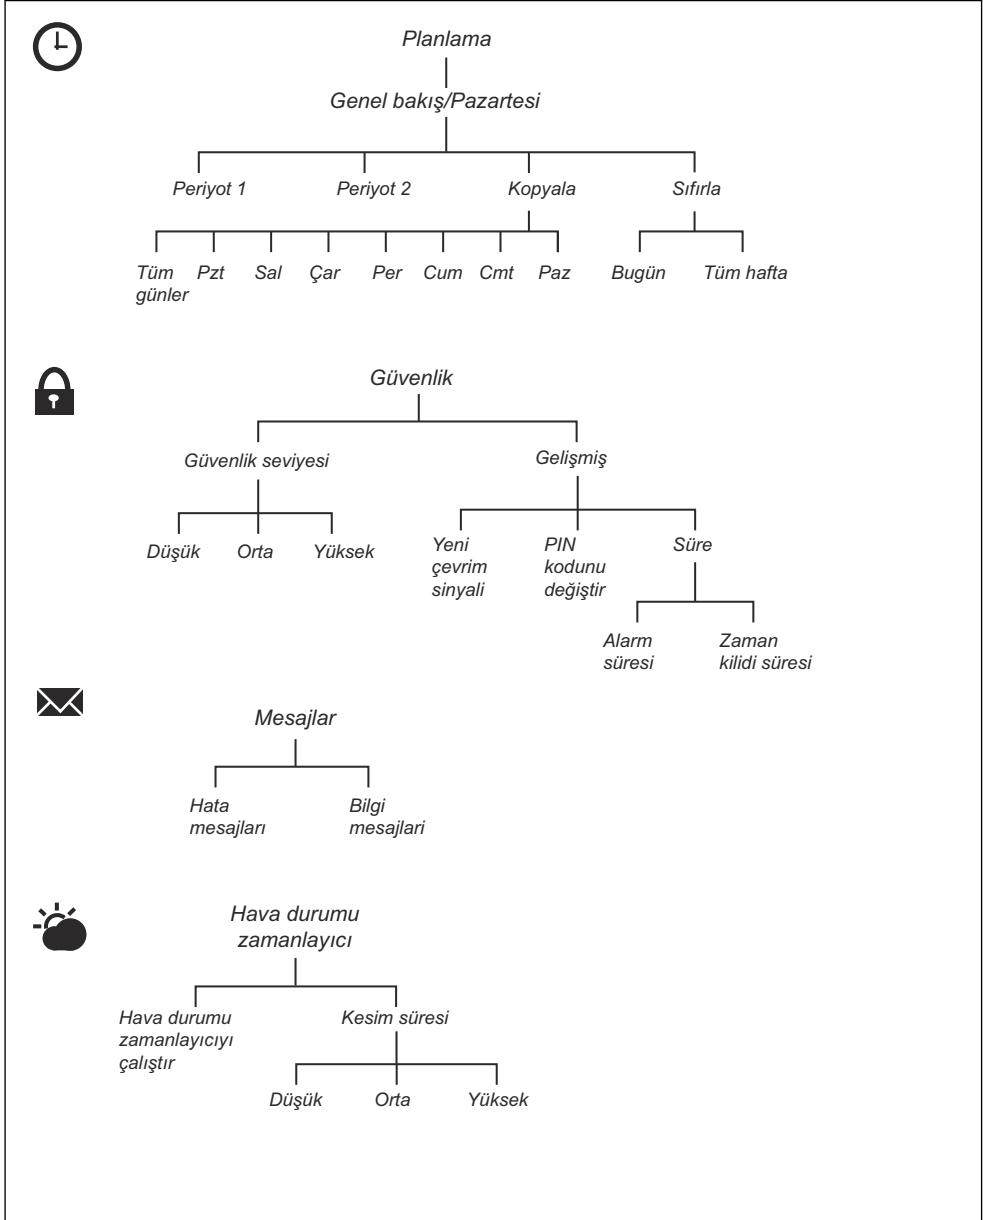 Planlama
Genel bakış/Pazartesi
Periyot 1 Periyot 2 Kopyala Sıfırla
Tüm günler Pzt Sal Çar Per Cum Cmt Paz Bugün Tüm hafta
Güvenlik
Güvenlik seviyesi
Gelişmiş
Düşük Orta Yüksek
Yeni
çevrim
sinyali
PIN
kodunu
değiştir
Süre
Alarm
süresi
Zaman
kilidi süresi
Mesajlar
Hata
mesajları
Bilgi
mesajlari
Hava durumu
zamanlayıcı
Hava durumu
zamanlayıcıyı
çalıştır
Kesim süresi
Düşük Orta Yüksek